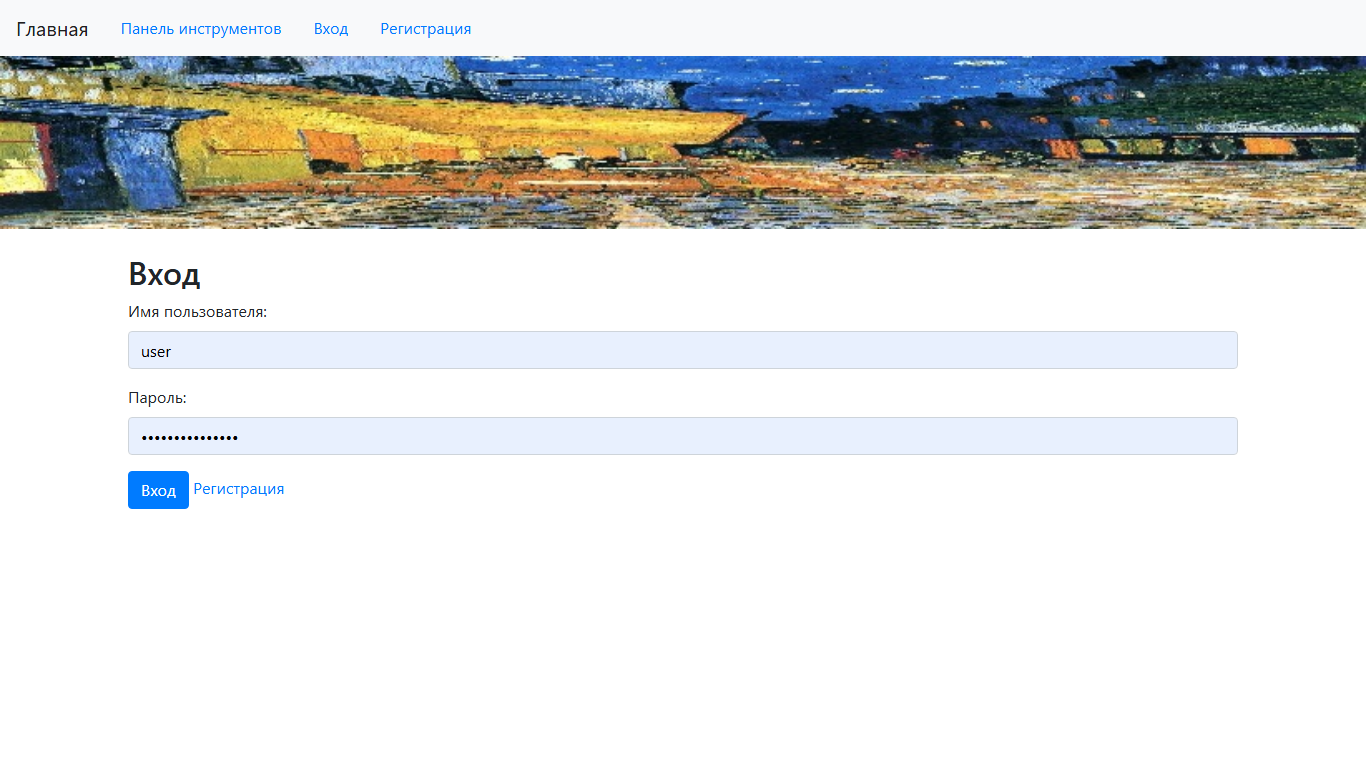 Главная Панель инструментов Вход Регистрация
Вход
Имя пользователя:
user
Пароль:
•••••••••••••••
Вход Регистрация